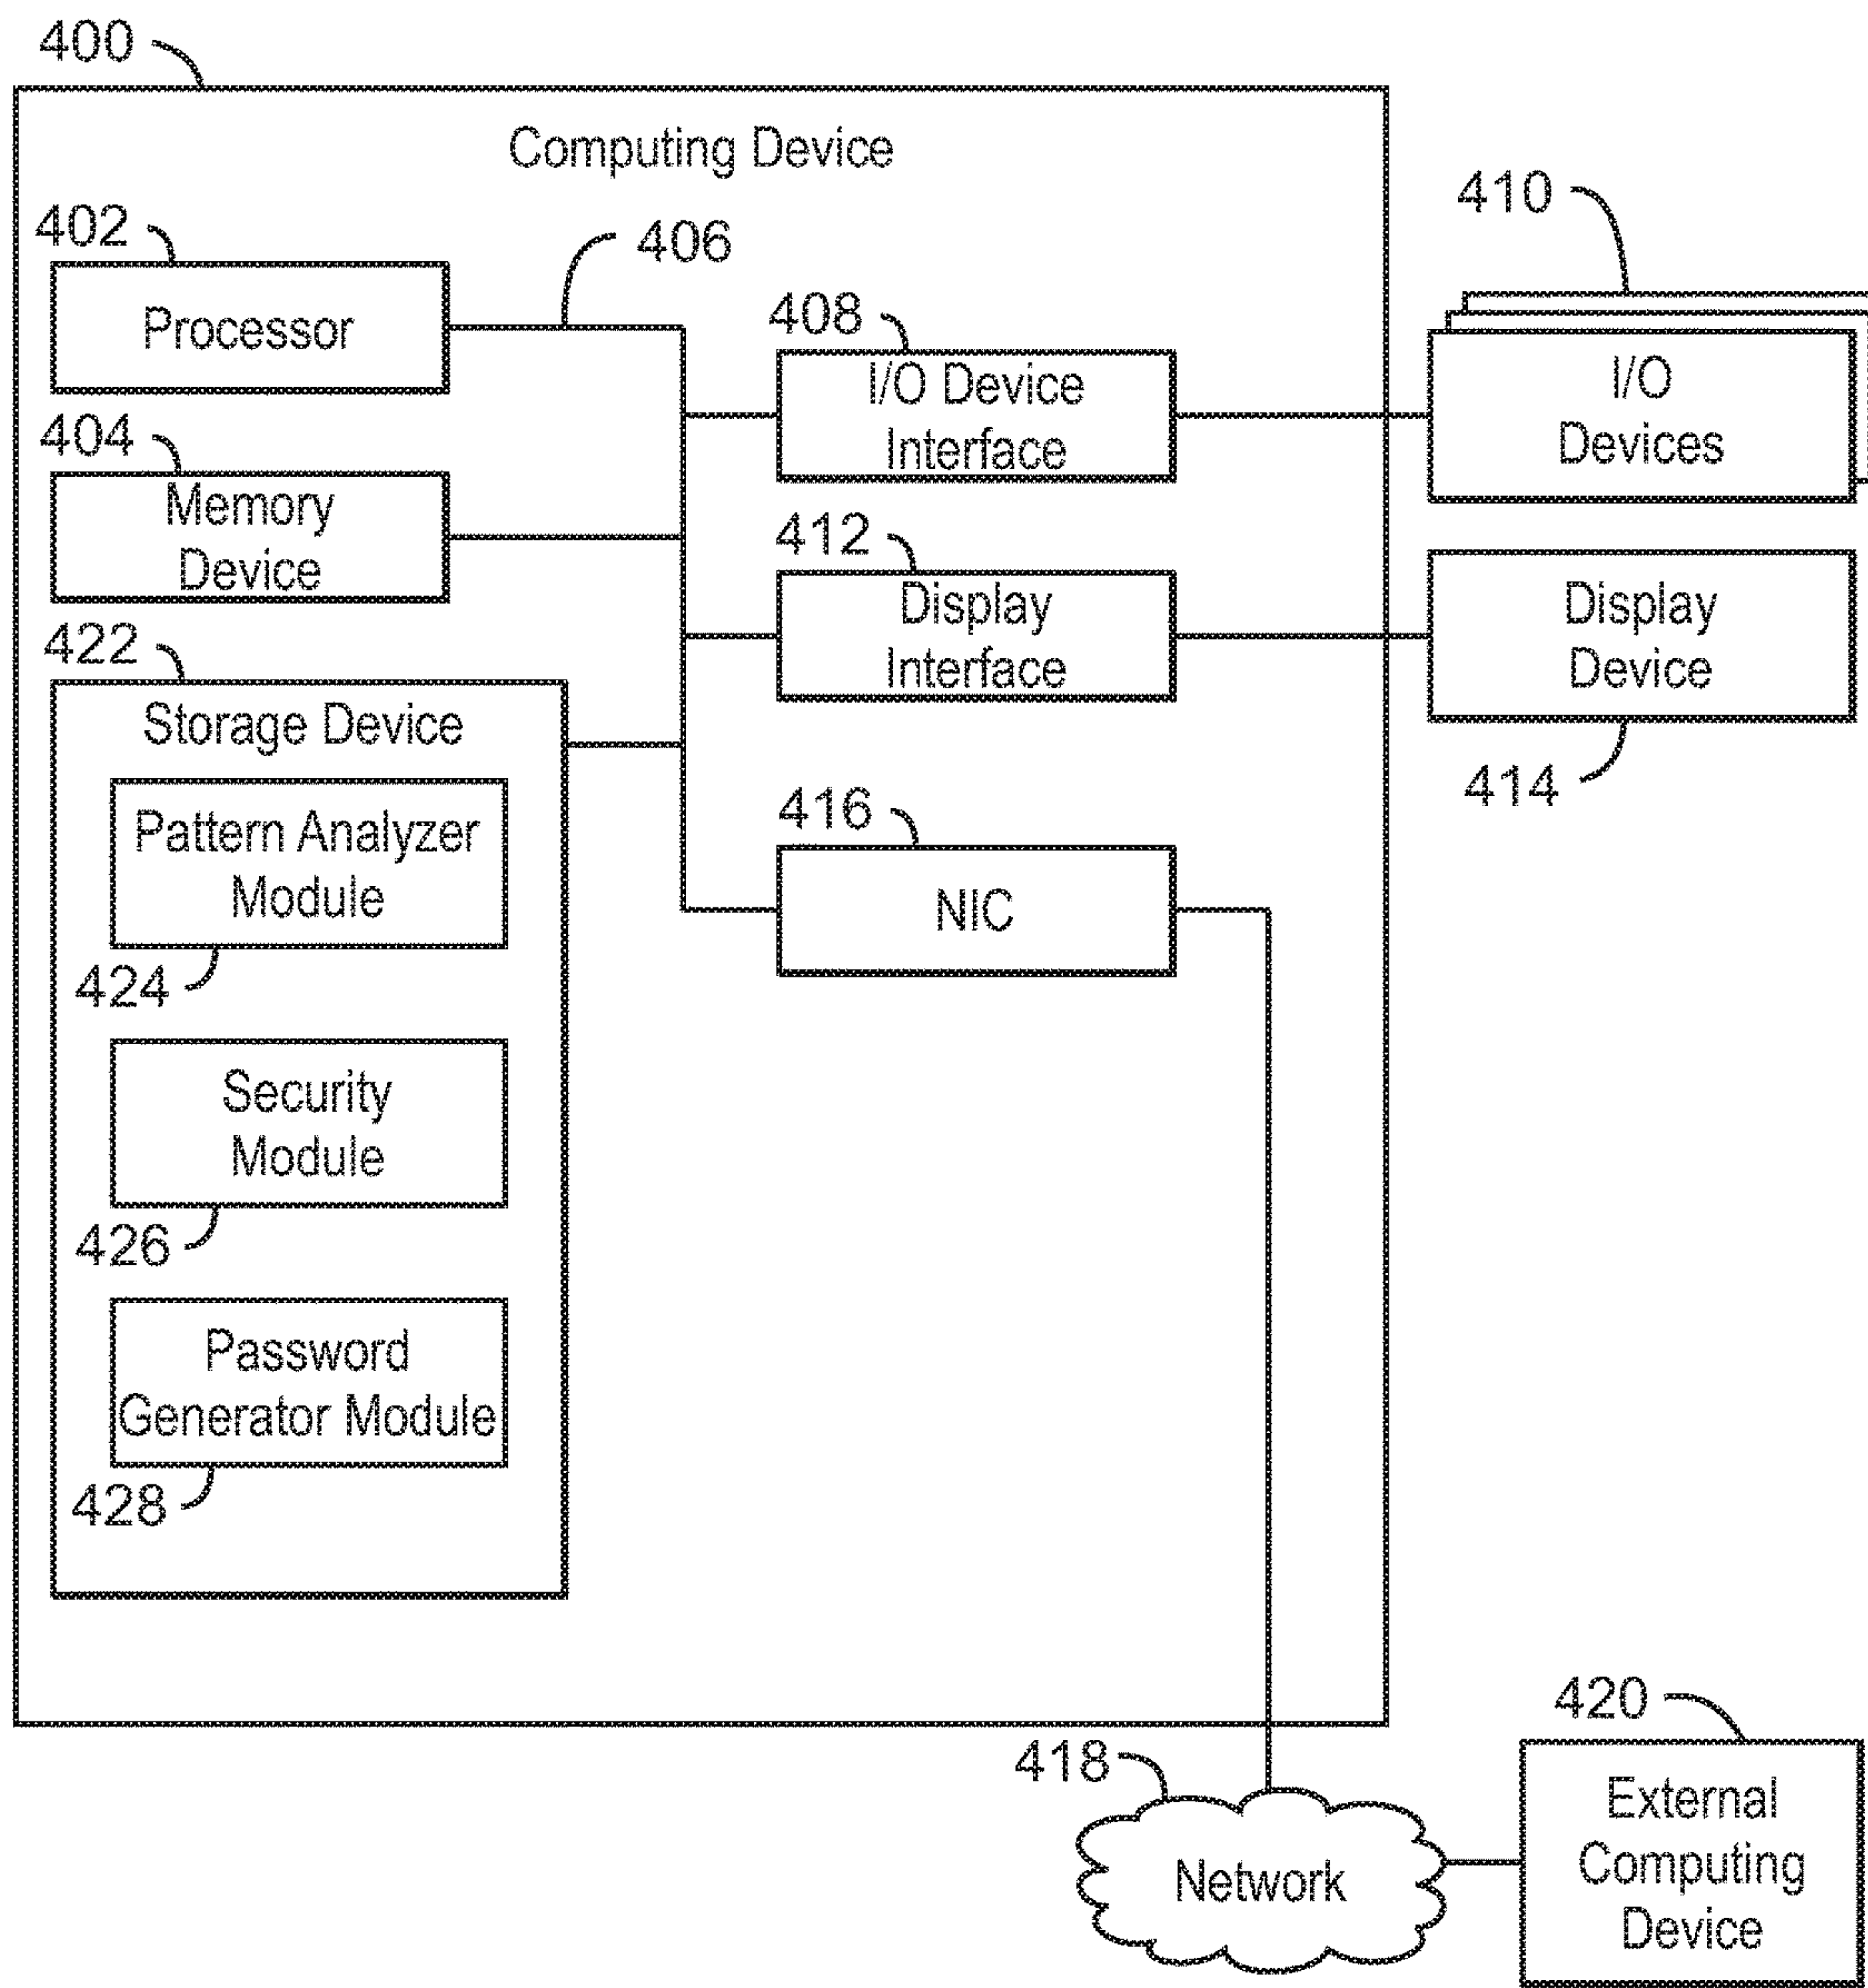 400
Computing Device
402
Processor
406
404
Memory
Device
408
I/O Device
Interface
410
I/O
Devices
412
Display
Interface
Display
Device
414
422
Storage Device
Pattern Analyzer
Module
424
Security
Module
426
Password
Generator Module
428
416
NIC
418
Network
420
External
Computing
Device